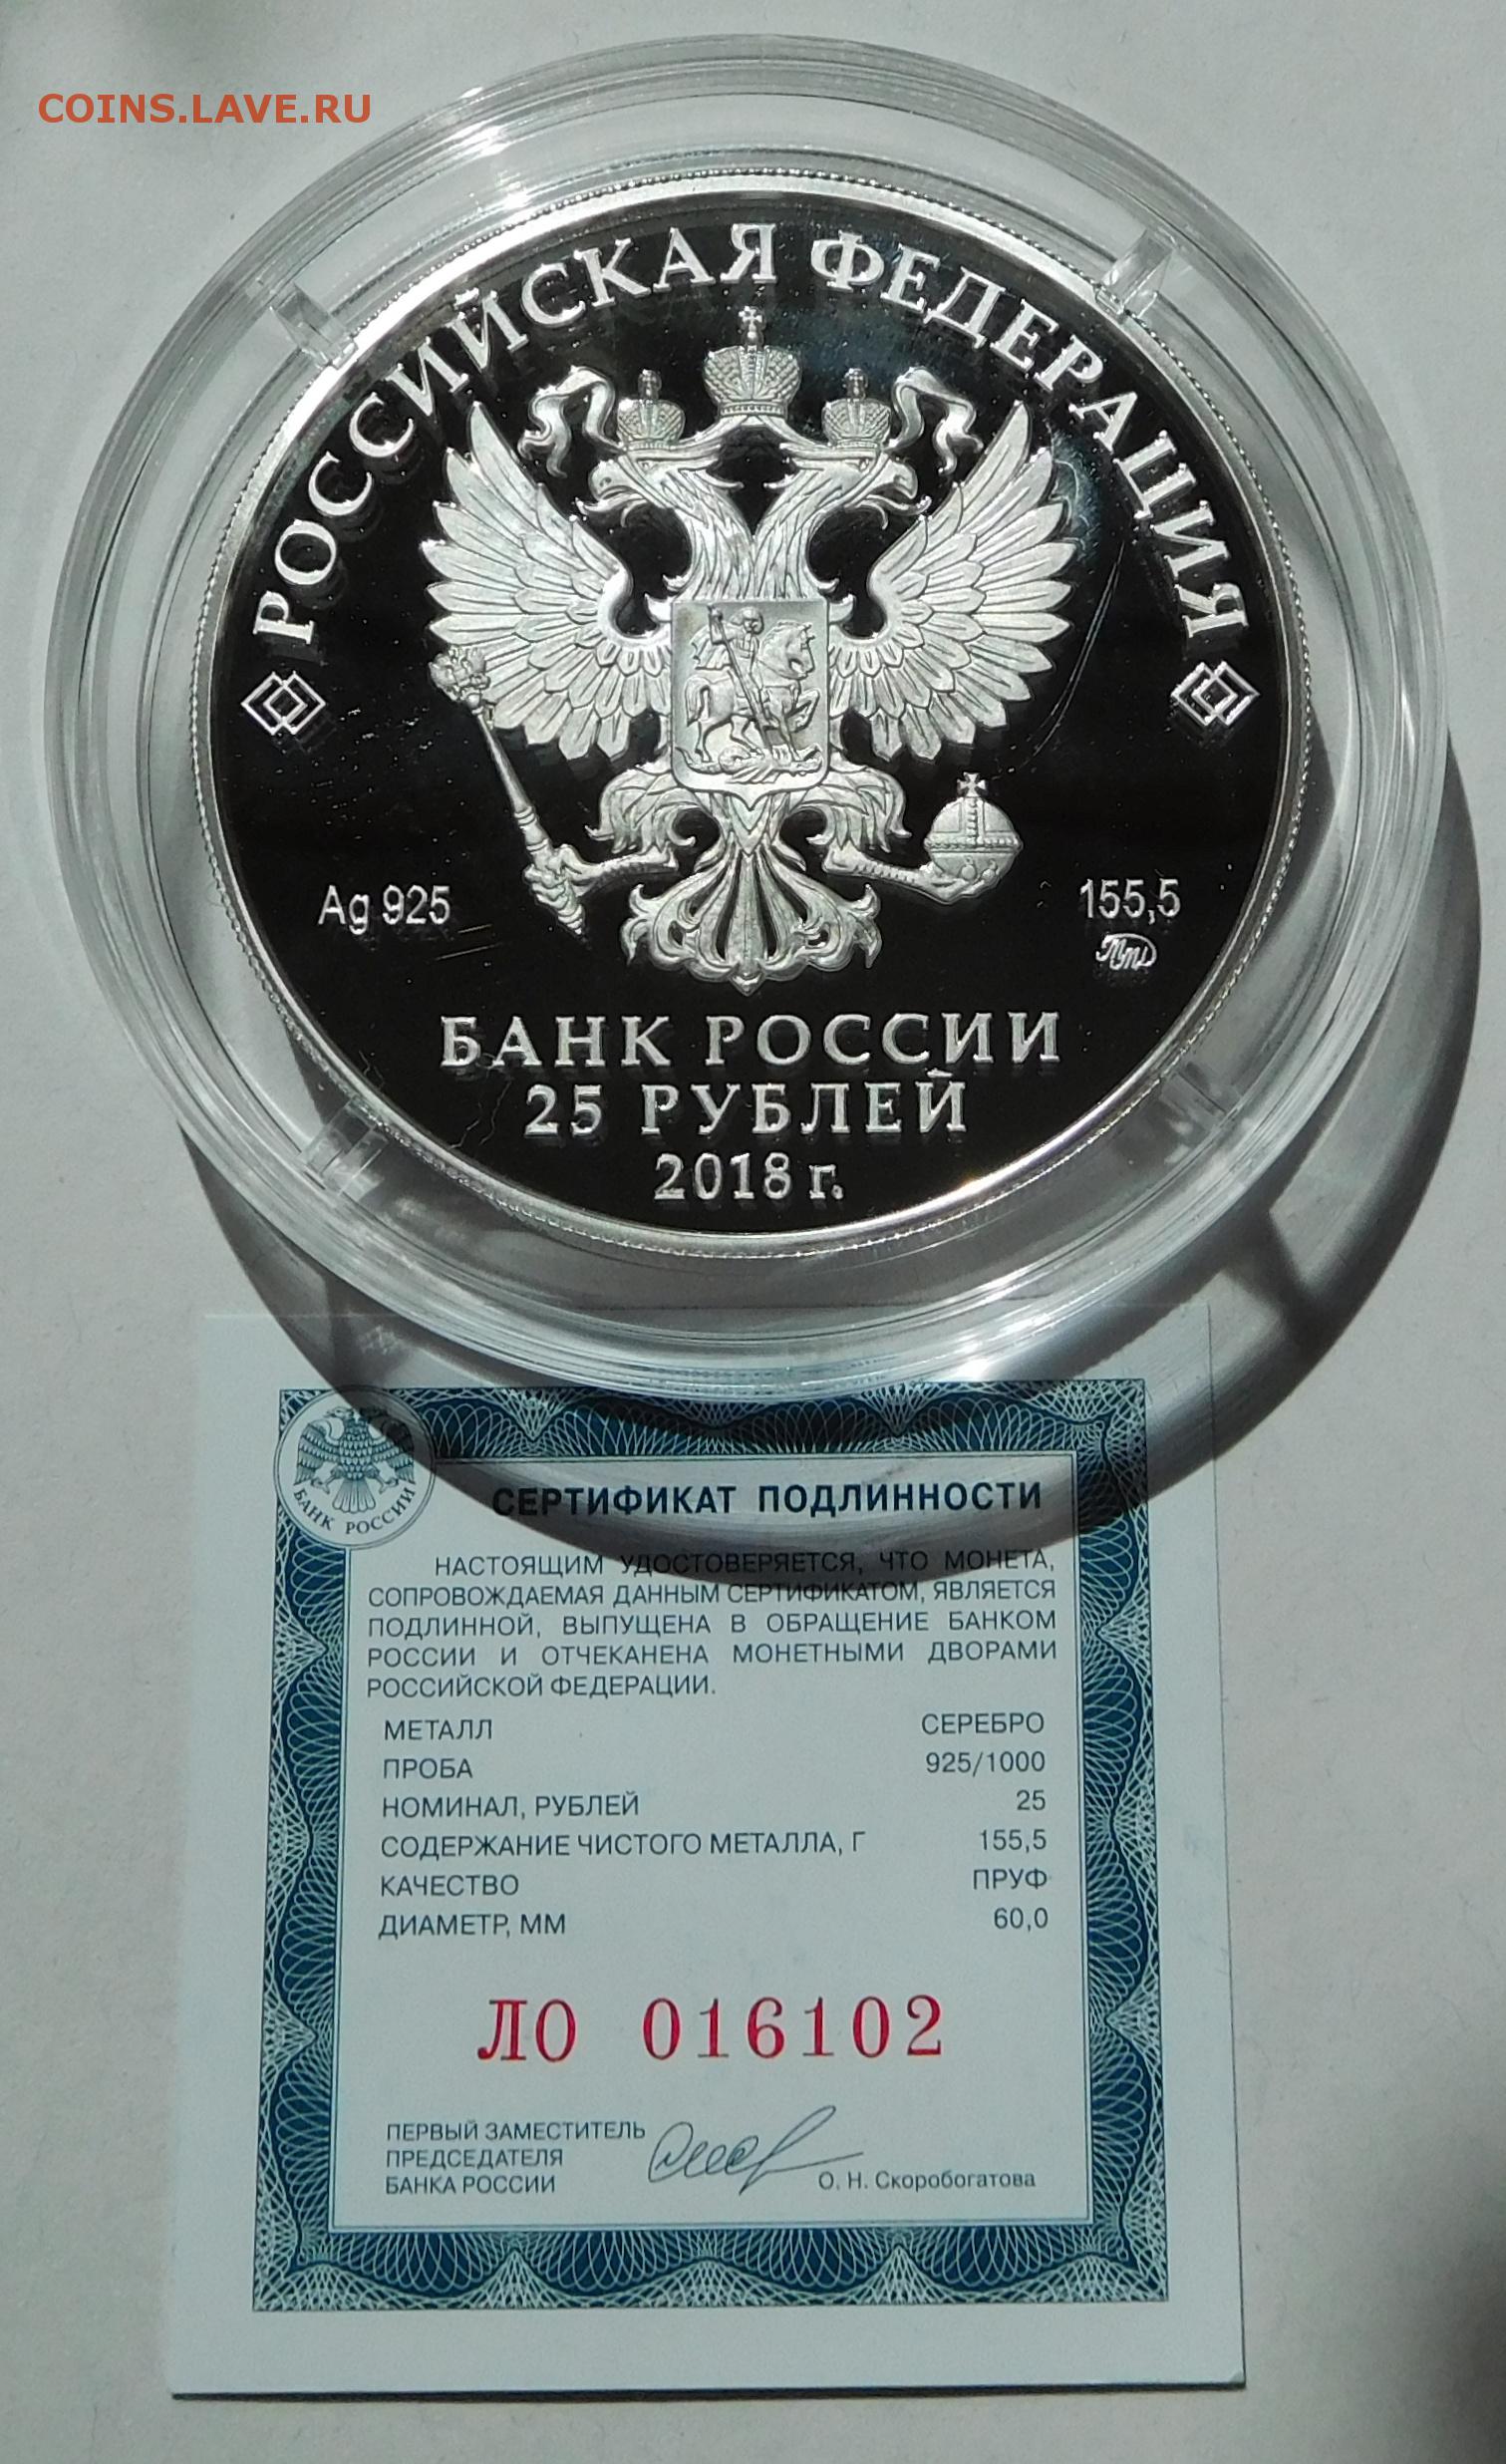 COINS.LAVE.RU
РОССИЙСКАЯ ФЕДЕРАЦИЯ
Ag 925
155,5
БАНК РОССИИ
25 РУБЛЕЙ
2018 г.
БАНК РОССИИ
СЕРТИФИКАТ ПОДЛИННОСТИ
НАСТОЯЩИМ УДОСТОВЕРЯЕТСЯ, ЧТО МОНЕТА,
СОПРОВОЖДАЕМАЯ ДАННЫМ СЕРТИФИКАТОМ, ЯВЛЯЕТСЯ
ПОДЛИННОЙ, ВЫПУЩЕНА В ОБРАЩЕНИЕ БАНКОМ
РОССИИ И ОТЧЕКАНЕНА МОНЕТНЫМИ ДВОРАМИ
РОССИЙСКОЙ ФЕДЕРАЦИИ.
МЕТАЛЛ СЕРЕБРО
ПРОБА 925/1000
НОМИНАЛ, РУБЛЕЙ 25
СОДЕРЖАНИЕ ЧИСТОГО МЕТАЛЛА, Г 155,5
КАЧЕСТВО ПРУФ
ДИАМЕТР, ММ 60,0
ЛО 016102
ПЕРВЫЙ ЗАМЕСТИТЕЛЬ
ПРЕДСЕДАТЕЛЯ
БАНКА РОССИИ
О. Н. Скоробогатова